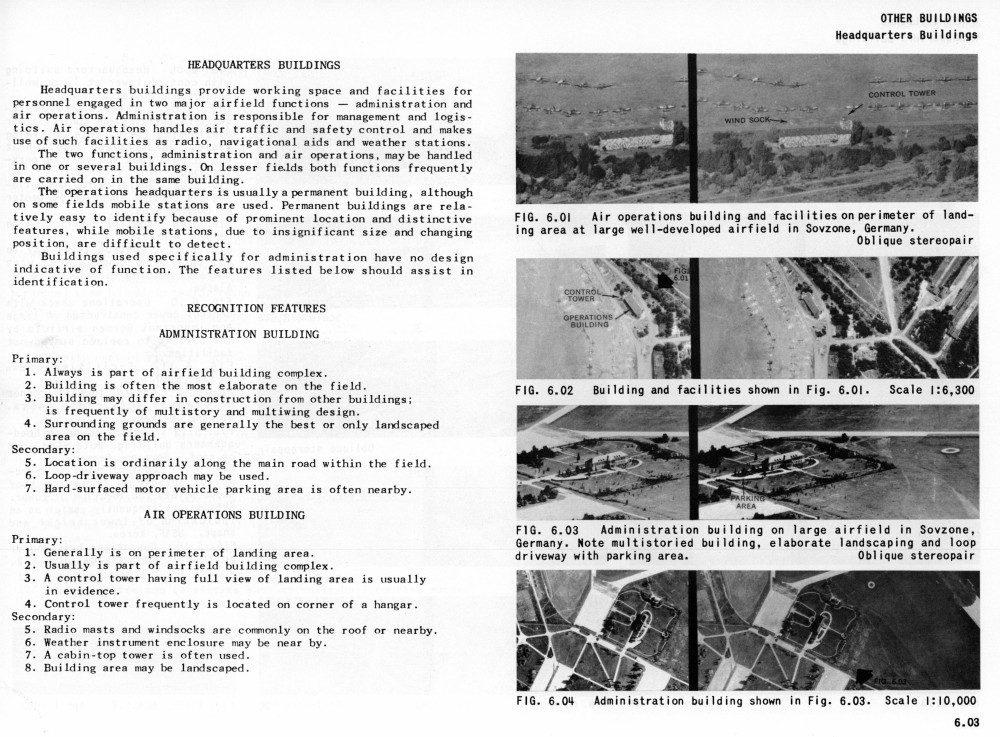 OTHER BUILDINGS
Headquarters Buildings
HEADQUARTERS BUILDINGS
Headquarters buildings provide working space and facilities for
personnel engaged in two major airfield functions — administration and
air operations. Administration is responsible for management and logis-
tics. Air operations handles air traffic and safety control and makes
use of such facilities as radio, navigational aids and weather stations.
The two functions, administration and air operations, may be handled
in one or several buildings. On lesser fields both functions frequently
are carried on in the same building.
The operations headquarters is usually a permanent building, although
on some fields mobile stations are used. Permanent buildings are rela-
tively easy to identify because of prominent location and distinctive
features, while mobile stations, due to insignificant size and changing
position, are difficult to detect.
Buildings used specifically for administration have no design
indicative of function. The features listed below should assist in
identification.
RECOGNITION FEATURES
ADMINISTRATION BUILDING
Primary:
1. Always is part of airfield building complex.
2. Building is often the most elaborate on the field.
3. Building may differ in construction from other buildings;
is frequently of multistory and multiwing design.
4. Surrounding grounds are generally the best or only landscaped
area on the field.
Secondary:
5. Location is ordinarily along the main road within the field.
6. Loop-driveway approach may be used.
7. Hard-surfaced motor vehicle parking area is often nearby.
AIR OPERATIONS BUILDING
Primary:
1. Generally is on perimeter of landing area.
2. Usually is part of airfield building complex.
3. A control tower having full view of landing area is usually
in evidence.
4. Control tower frequently is located on corner of a hangar.
Secondary:
5. Radio masts and windsocks are commonly on the roof or nearby.
6. Weather instrument enclosure may be near by.
7. A cabin-top tower is often used.
8. Building area may be landscaped.
CONTROL TOWER
WIND SOCK
FIG. 6.01 Air operations building and facilities on perimeter of land-
ing area at large well-developed airfield in Sovzone, Germany.
Oblique stereopair
FIG.
6.01
CONTROL
TOWER
OPERATIONS
BUILDING
FIG. 6.02 Building and facilities shown in Fig. 6.01. Scale 1:6,300
PARKING
AREA
FIG. 6.03 Administration building on large airfield in Sovzone,
Germany. Note multistoried building, elaborate landscaping and loop
driveway with parking area. Oblique stereopair
FIG.
FIG. 6.04 Administration building shown in Fig. 6.03. Scale 1:10,000
6.03